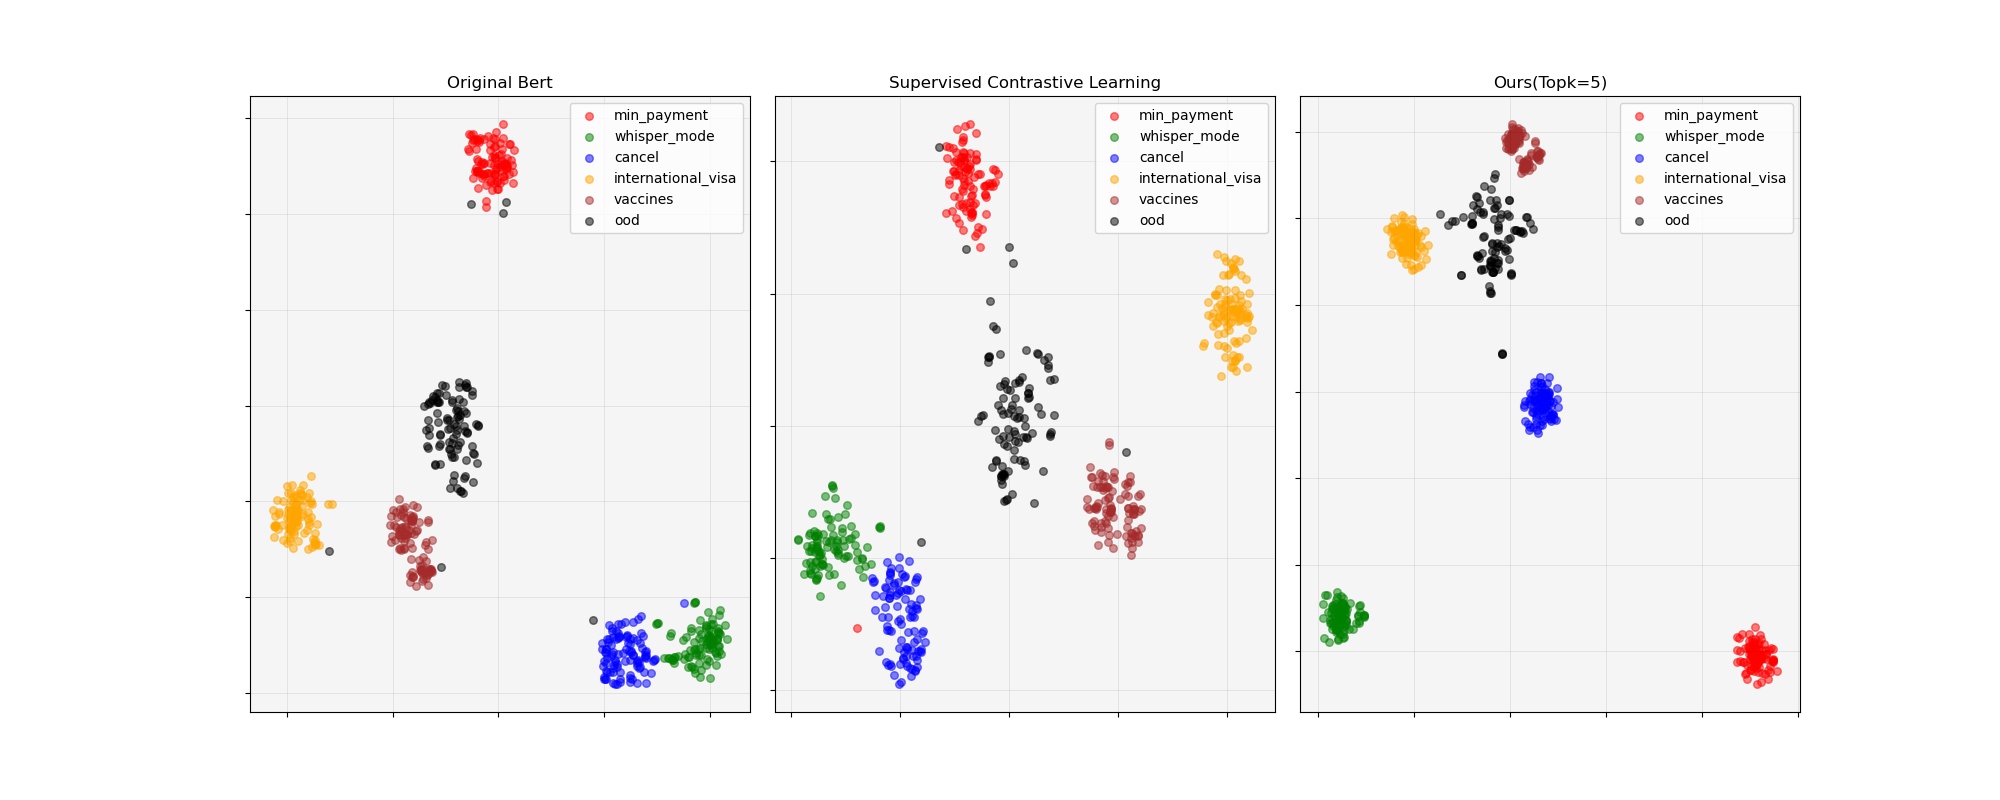 Original Bert
min_payment
whisper_mode
cancel
international_visa
vaccines
ood
Supervised Contrastive Learning
min_payment
whisper_mode
cancel
international_visa
vaccines
ood
Ours(Topk=5)
min_payment
whisper_mode
cancel
international_visa
vaccines
ood